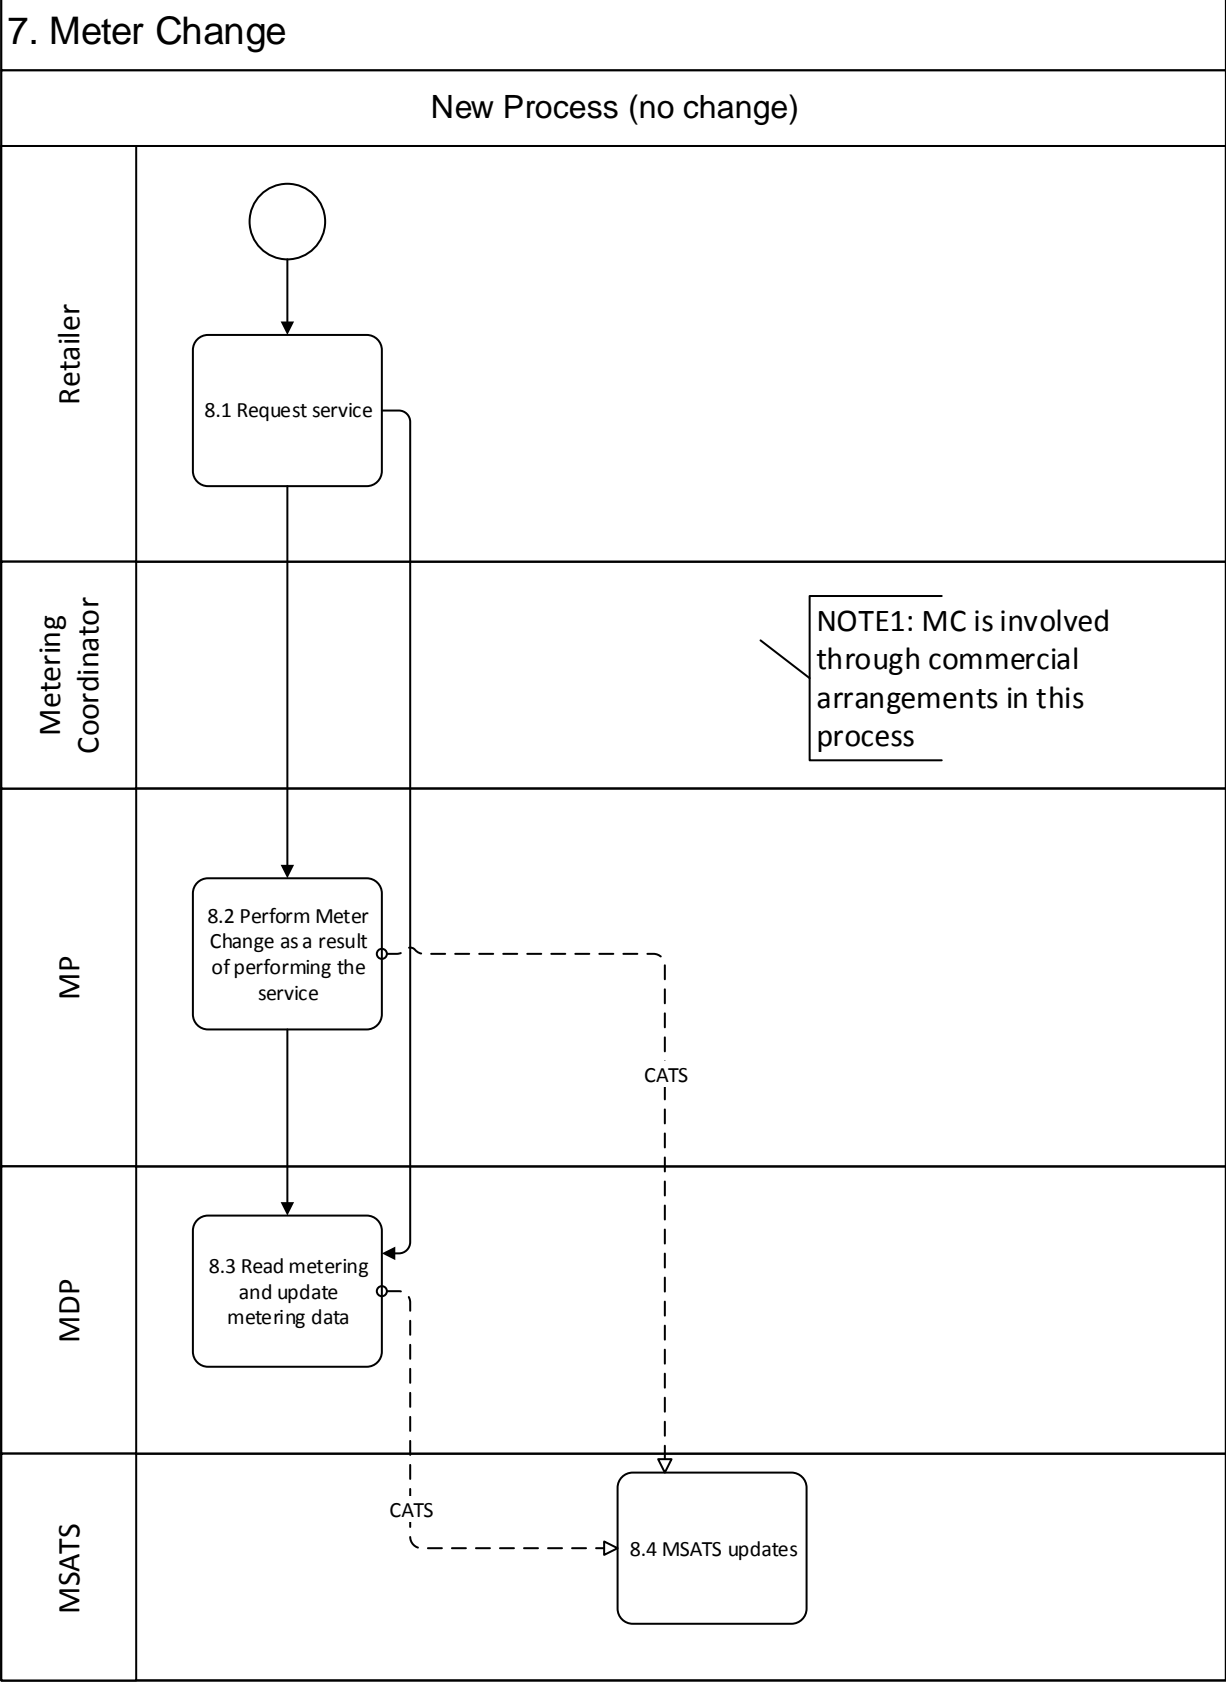 7. Meter Change
New Process (no change)
Retailer
8.1 Request service
Metering
Coordinator
NOTE1: MC is involved
through commercial
arrangements in this
process
MP
8.2 Perform Meter
Change as a result
of performing the
service
CATS
MDP
8.3 Read metering
and update
metering data
MSATS
CATS
8.4 MSATS updates